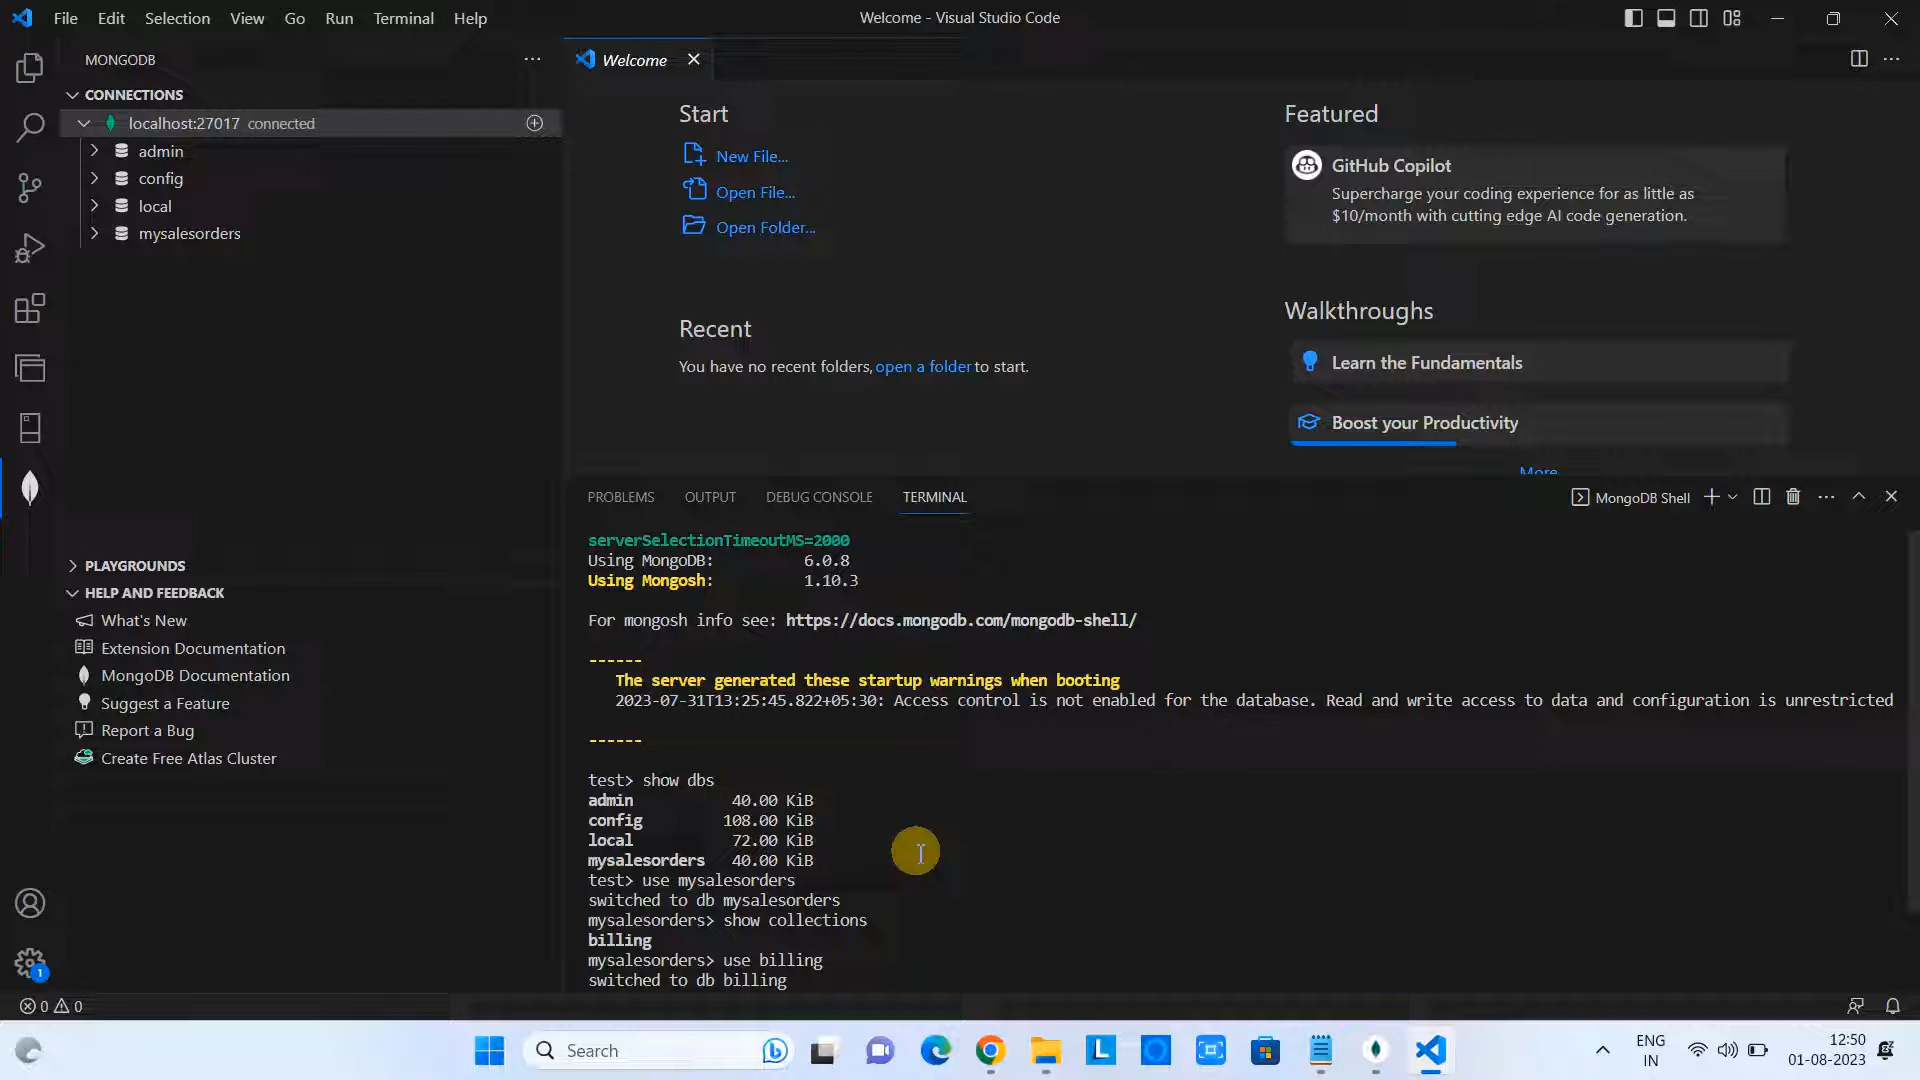 File Edit Selection View Go Run Terminal Help
Welcome - Visual Studio Code
MONGODB
CONNECTIONS
localhost:27017 connected
admin
config
local
mysalesorders
PLAYGROUNDS
HELP AND FEEDBACK
What's New
Extension Documentation
MongoDB Documentation
Suggest a Feature
Report a Bug
Create Free Atlas Cluster
1
Welcome
Start
New File...
Open File...
Open Folder...
Recent
You have no recent folders, open a folder to start.
Featured
GitHub Copilot
Supercharge your coding experience for as little as
$10/month with cutting edge AI code generation.
Walkthroughs
Learn the Fundamentals
Boost your Productivity
More
PROBLEMS OUTPUT DEBUG CONSOLE TERMINAL
MongoDB Shell
serverSelectionTimeoutMS=2000
Using MongoDB: 6.0.8
Using Mongosh: 1.10.3
For mongosh info see: https://docs.mongodb.com/mongodb-shell/
------
The server generated these startup warnings when booting
2023-07-31T13:25:45.822+05:30: Access control is not enabled for the database. Read and write access to data and configuration is unrestricted
------
test> show dbs
admin 40.00 KiB
config 108.00 KiB
local 72.00 KiB
mysalesorders 40.00 KiB
test> use mysalesorders
switched to db mysalesorders
mysalesorders> show collections
billing
mysalesorders> use billing
switched to db billing
0 0
Search
ENG
IN
12:50
01-08-2023